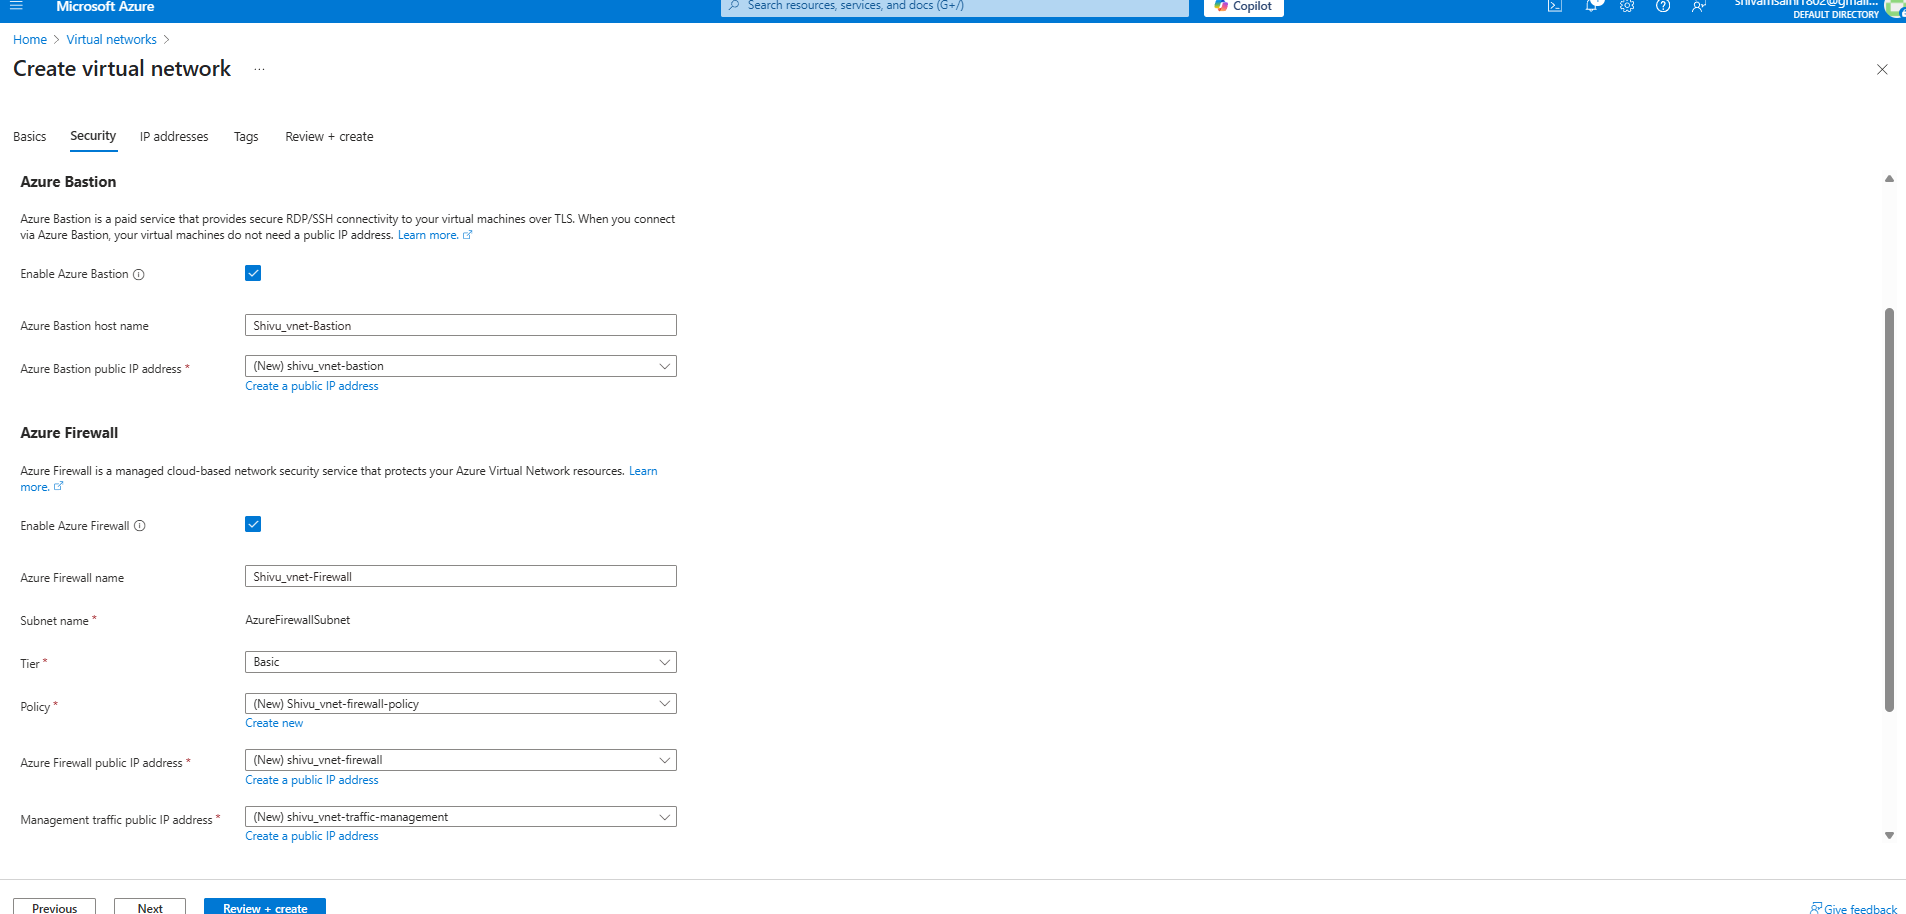 Microsoft Azure
Search resources, services, and docs (G+/)
Copilot
DEFAULT DIRECTORY
Home > Virtual networks >
Create virtual network ...
Basics Security IP addresses Tags Review + create
Azure Bastion
Azure Bastion is a paid service that provides secure RDP/SSH connectivity to your virtual machines over TLS. When you connect
via Azure Bastion, your virtual machines do not need a public IP address. Learn more.
Enable Azure Bastion
Azure Bastion host name Shivu_vnet-Bastion
Azure Bastion public IP address * (New) shivu_vnet-bastion
Create a public IP address
Azure Firewall
Azure Firewall is a managed cloud-based network security service that protects your Azure Virtual Network resources. Learn
more.
Enable Azure Firewall
Azure Firewall name Shivu_vnet-Firewall
Subnet name * AzureFirewallSubnet
Tier * Basic
Policy * (New) Shivu_vnet-firewall-policy
Create new
Azure Firewall public IP address * (New) shivu_vnet-firewall
Create a public IP address
Management traffic public IP address * (New) shivu_vnet-traffic-management
Create a public IP address
Previous Next Review + create Give feedback